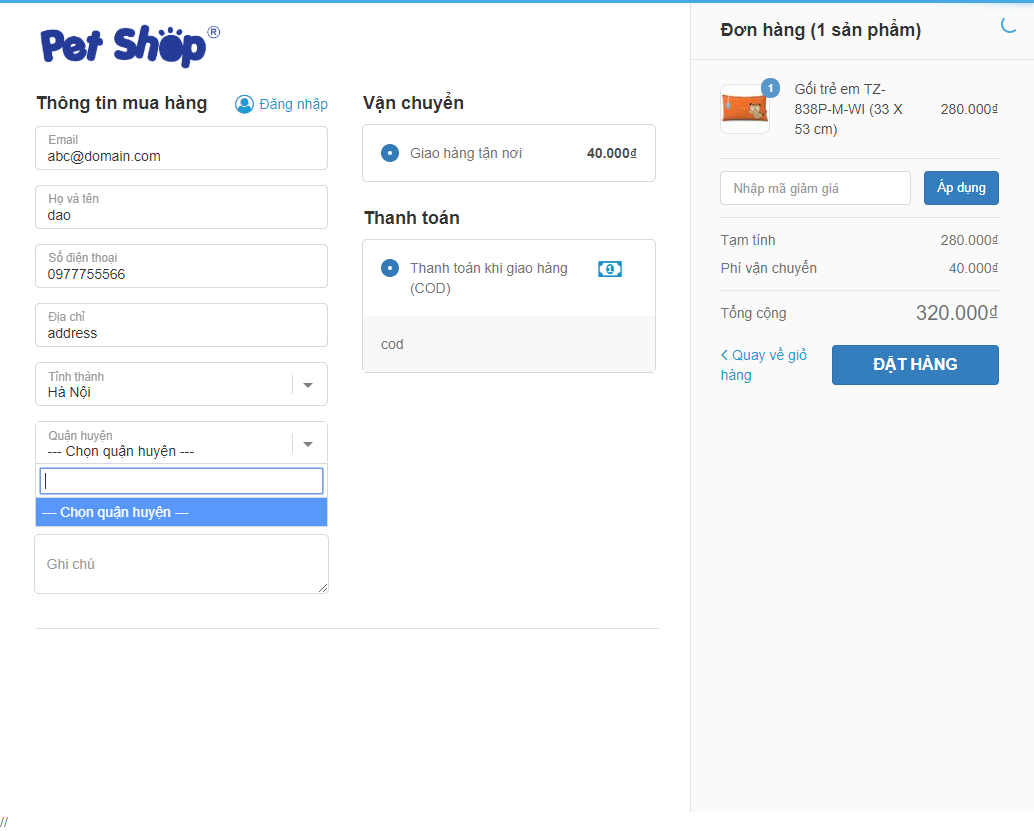 Pet Shop®
Thông tin mua hàng
Đăng nhập
Email
abc@domain.com
Họ và tên
dao
Số điện thoại
0977755566
Địa chỉ
address
Tỉnh thành
Hà Nội
Quận huyện
--- Chọn quận huyện ---
--- Chọn quận huyện ---
Ghi chú
Vận chuyển
Giao hàng tận nơi
40.000₫
Thanh toán
Thanh toán khi giao hàng
(COD)
1
cod
Đơn hàng (1 sản phẩm)
1
Gối trẻ em TZ-
838P-M-WI (33 X
53 cm)
280.000₫
Nhập mã giảm giá
Áp dụng
Tạm tính
280.000₫
Phí vận chuyển
40.000₫
Tổng cộng
320.000₫
Quay về giỏ
hàng
ĐẶT HÀNG
//